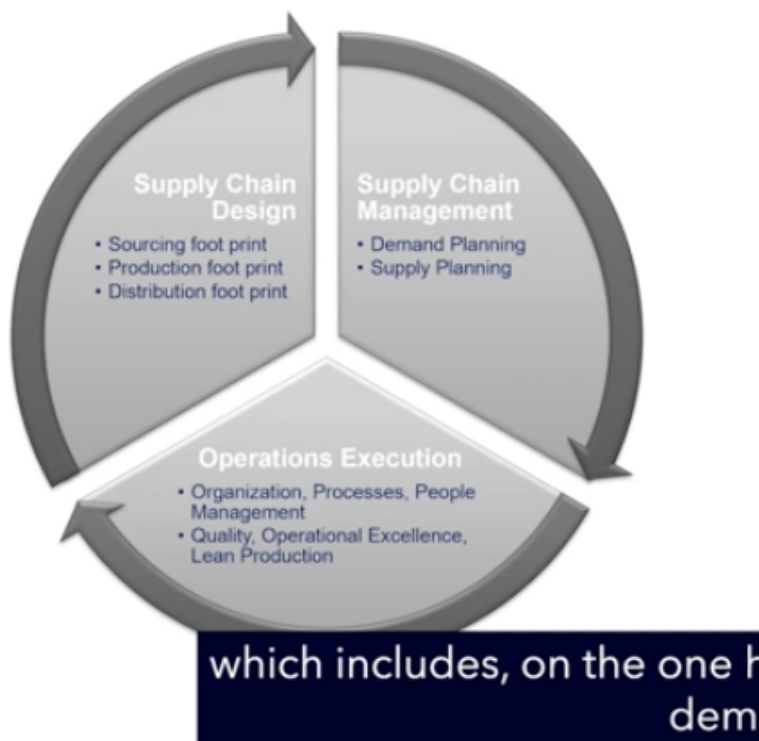 Supply Chain
Design
• Sourcing foot print
• Production foot print
• Distribution foot print
Supply Chain
Management
• Demand Planning
• Supply Planning
Operations Execution
• Organization, Processes, People
Management
• Quality, Operational Excellence,
Lean Production
which includes, on the one h
dem